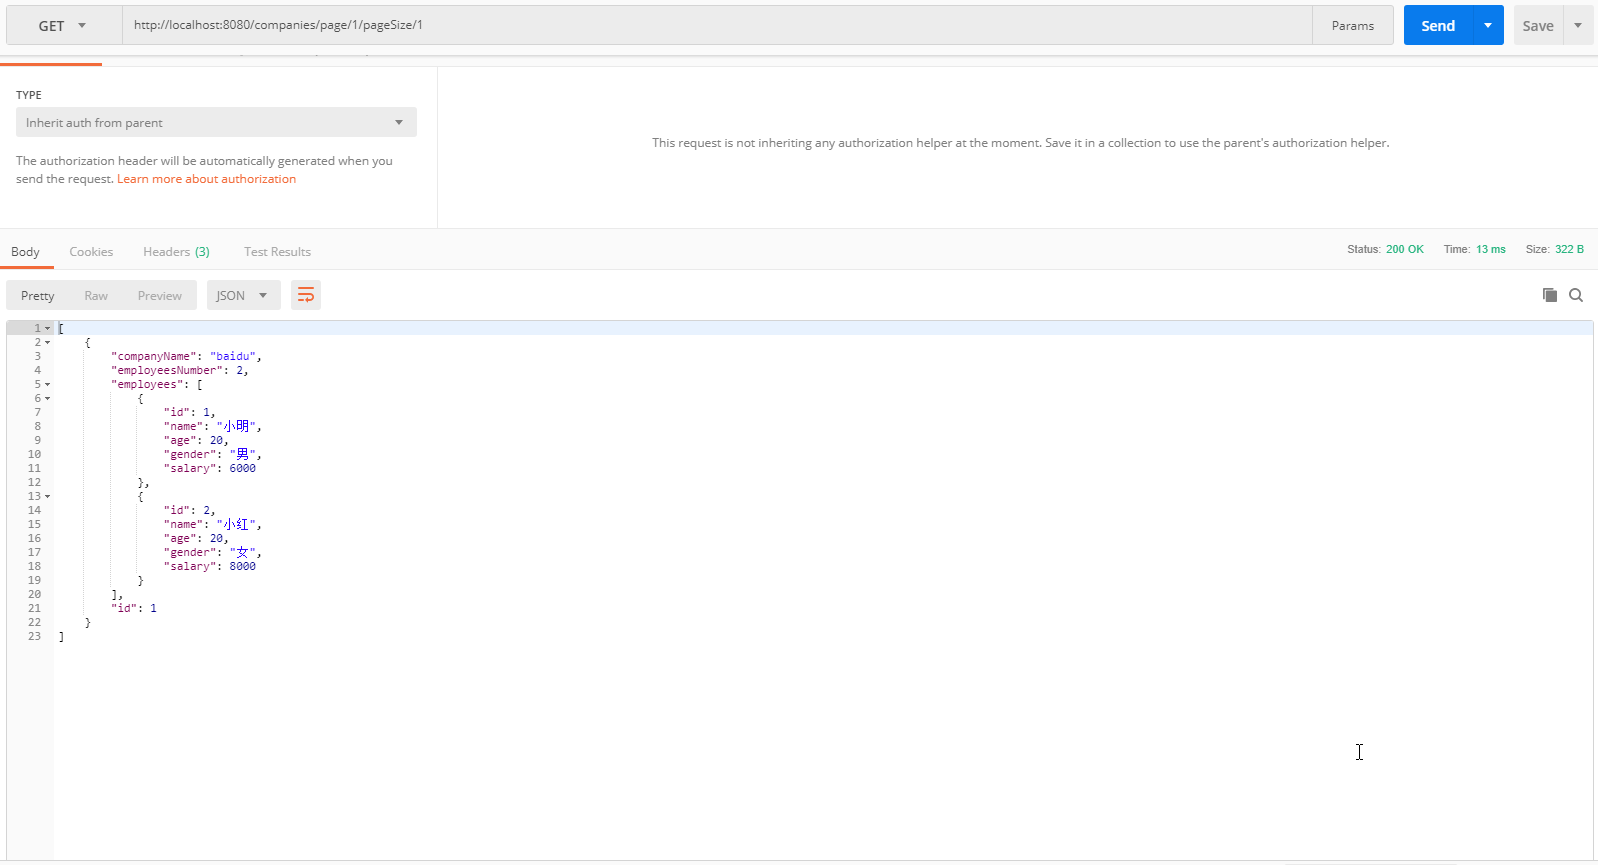 GET http://localhost:8080/companies/page/1/pageSize/1 Params Send Save
TYPE
Inherit auth from parent
The authorization header will be automatically generated when you
send the request. Learn more about authorization
This request is not inheriting any authorization helper at the moment. Save it in a collection to use the parent's authorization helper.
Body Cookies Headers (3) Test Results Status: 200 OK Time: 13 ms Size: 322 B
Pretty Raw Preview JSON
1 [
2 {
3 "companyName": "baidu",
4 "employeesNumber": 2,
5 "employees": [
6 {
7 "id": 1,
8 "name": "小明",
9 "age": 20,
10 "gender": "男",
11 "salary": 6000
12 },
13 {
14 "id": 2,
15 "name": "小红",
16 "age": 20,
17 "gender": "女",
18 "salary": 8000
19 }
20 ],
21 "id": 1
22 }
23 ]